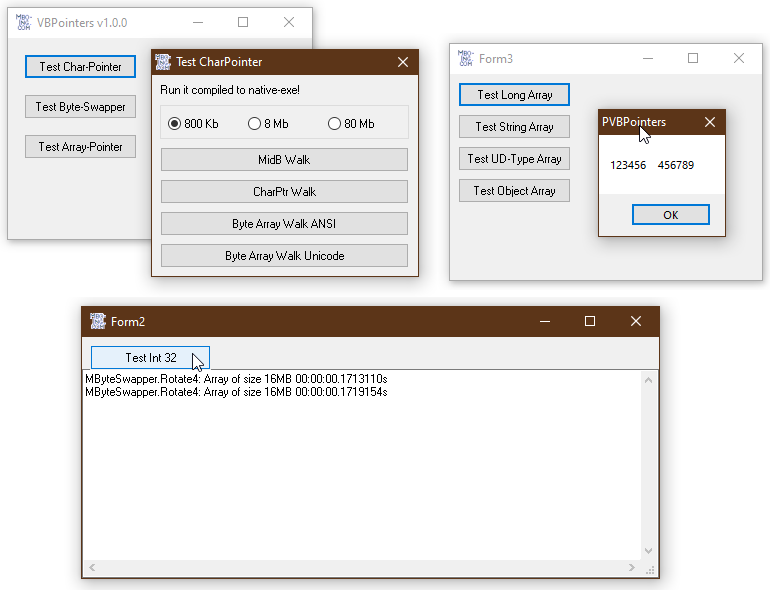 VBPointers v1.0.0
Test Char-Pointer
Test Byte-Swapper
Test Array-Pointer
Test CharPointer
Run it compiled to native-exe!
800 Kb 8 Mb 80 Mb
MidB Walk
CharPtr Walk
Byte Array Walk ANSI
Byte Array Walk Unicode
Form3
Test Long Array
Test String Array
Test UD-Type Array
Test Object Array
PVBPointers
123456 456789
OK
Form2
Test Int 32
MByteSwapper.Rotate4: Array of size 16MB 00:00:00.1713110s
MByteSwapper.Rotate4: Array of size 16MB 00:00:00.1719154s